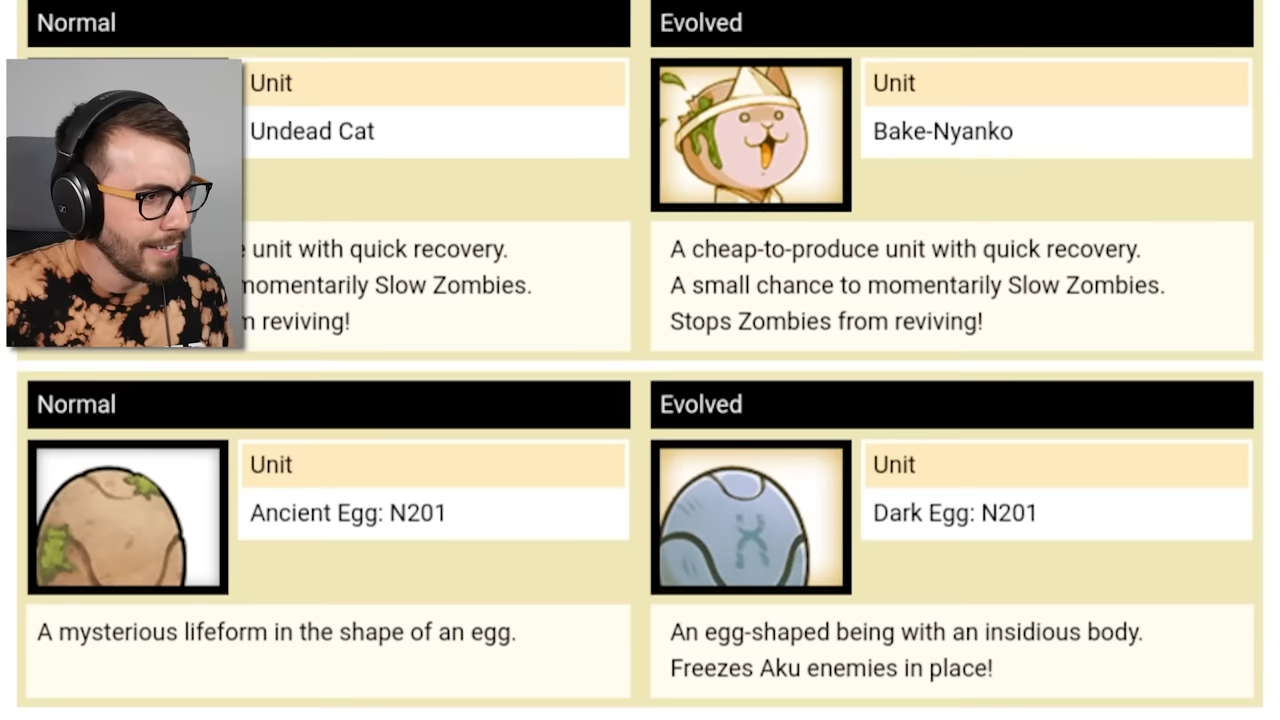 Normal
Unit
Undead Cat
unit with quick recovery.
momentarily Slow Zombies.
reviving!
Evolved
Unit
Bake-Nyanko
A cheap-to-produce unit with quick recovery.
A small chance to momentarily Slow Zombies.
Stops Zombies from reviving!
Normal
Unit
Ancient Egg: N201
A mysterious lifeform in the shape of an egg.
Evolved
Unit
Dark Egg: N201
An egg-shaped being with an insidious body.
Freezes Aku enemies in place!